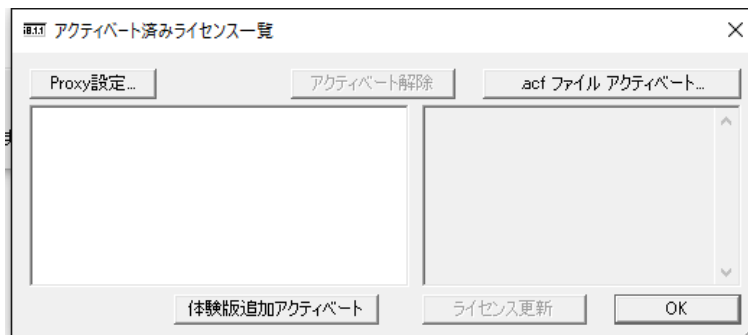 iB.1.1 アクティベート済みライセンス一覧
Proxy設定...
アクティベート解除
.acf ファイル アクティベート...
体験版追加アクティベート
ライセンス更新
OK